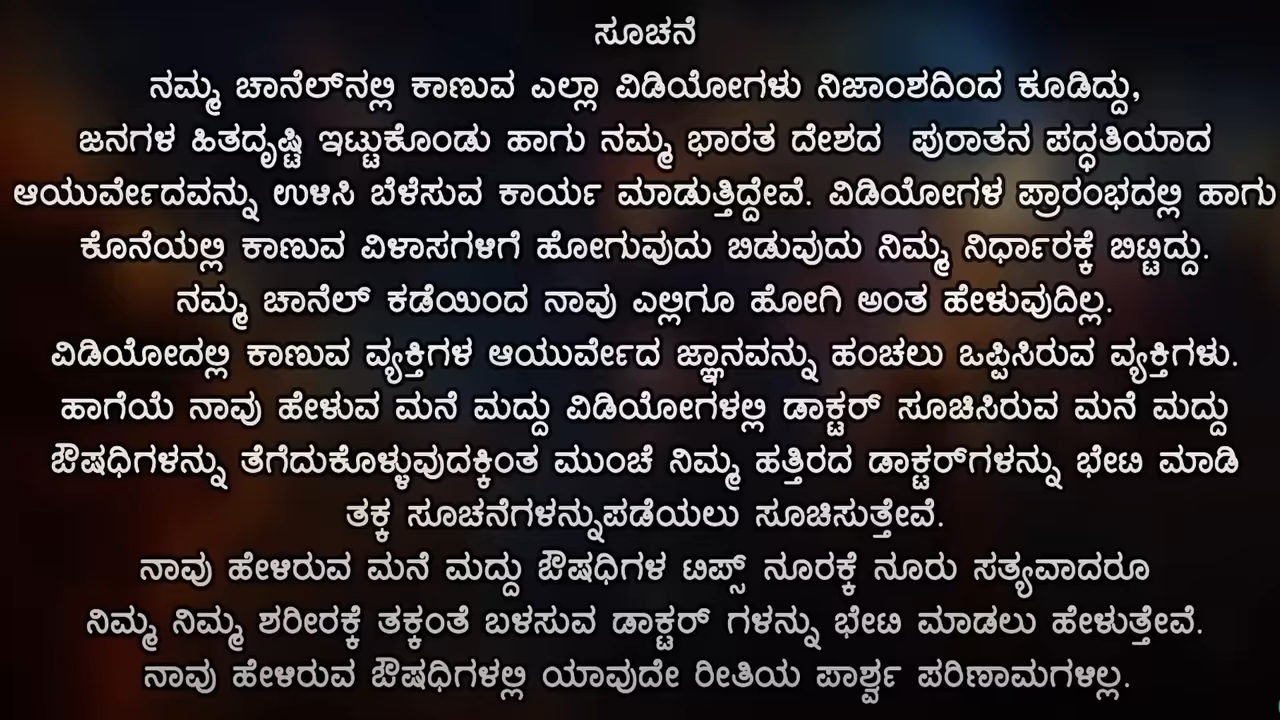 ಸೂಚನೆ
ನಮ್ಮ ಚಾನೆಲ್‌ನಲ್ಲಿ ಕಾಣುವ ಎಲ್ಲಾ ವಿಡಿಯೋಗಳು ನಿಜಾಂಶದಿಂದ ಕೂಡಿದ್ದು,
ಜನಗಳ ಹಿತದೃಷ್ಟಿ ಇಟ್ಟುಕೊಂಡು ಹಾಗು ನಮ್ಮ ಭಾರತ ದೇಶದ ಪುರಾತನ ಪದ್ಧತಿಯಾದ
ಆಯುರ್ವೇದವನ್ನು ಉಳಿಸಿ ಬೆಳೆಸುವ ಕಾರ್ಯ ಮಾಡುತ್ತಿದ್ದೇವೆ. ವಿಡಿಯೋಗಳ ಪ್ರಾರಂಭದಲ್ಲಿ ಹಾಗು
ಕೊನೆಯಲ್ಲಿ ಕಾಣುವ ವಿಳಾಸಗಳಿಗೆ ಹೋಗುವುದು ಬಿಡುವುದು ನಿಮ್ಮ ನಿರ್ಧಾರಕ್ಕೆ ಬಿಟ್ಟಿದ್ದು.
ನಮ್ಮ ಚಾನೆಲ್ ಕಡೆಯಿಂದ ನಾವು ಎಲ್ಲಿಗೂ ಹೋಗಿ ಅಂತ ಹೇಳುವುದಿಲ್ಲ.
ವಿಡಿಯೋದಲ್ಲಿ ಕಾಣುವ ವ್ಯಕ್ತಿಗಳ ಆಯುರ್ವೇದ ಜ್ಞಾನವನ್ನು ಹಂಚಲು ಒಪ್ಪಿಸಿರುವ ವ್ಯಕ್ತಿಗಳು.
ಹಾಗೆಯೆ ನಾವು ಹೇಳುವ ಮನೆ ಮದ್ದು ವಿಡಿಯೋಗಳಲ್ಲಿ ಡಾಕ್ಟರ್ ಸೂಚಿಸಿರುವ ಮನೆ ಮದ್ದು
ಔಷಧಿಗಳನ್ನು ತೆಗೆದುಕೊಳ್ಳುವುದಕ್ಕಿಂತ ಮುಂಚೆ ನಿಮ್ಮ ಹತ್ತಿರದ ಡಾಕ್ಟರ್‌ಗಳನ್ನು ಭೇಟಿ ಮಾಡಿ
ತಕ್ಕ ಸೂಚನೆಗಳನ್ನುಪಡೆಯಲು ಸೂಚಿಸುತ್ತೇವೆ.
ನಾವು ಹೇಳಿರುವ ಮನೆ ಮದ್ದು ಔಷಧಿಗಳ ಟಿಪ್ಸ್ ನೂರಕ್ಕೆ ನೂರು ಸತ್ಯವಾದರೂ
ನಿಮ್ಮ ನಿಮ್ಮ ಶರೀರಕ್ಕೆ ತಕ್ಕಂತೆ ಬಳಸುವ ಡಾಕ್ಟರ್ ಗಳನ್ನು ಭೇಟಿ ಮಾಡಲು ಹೇಳುತ್ತೇವೆ.
ನಾವು ಹೇಳಿರುವ ಔಷಧಿಗಳಲ್ಲಿ ಯಾವುದೇ ರೀತಿಯ ಪಾರ್ಶ್ವ ಪರಿಣಾಮಗಳಿಲ್ಲ.